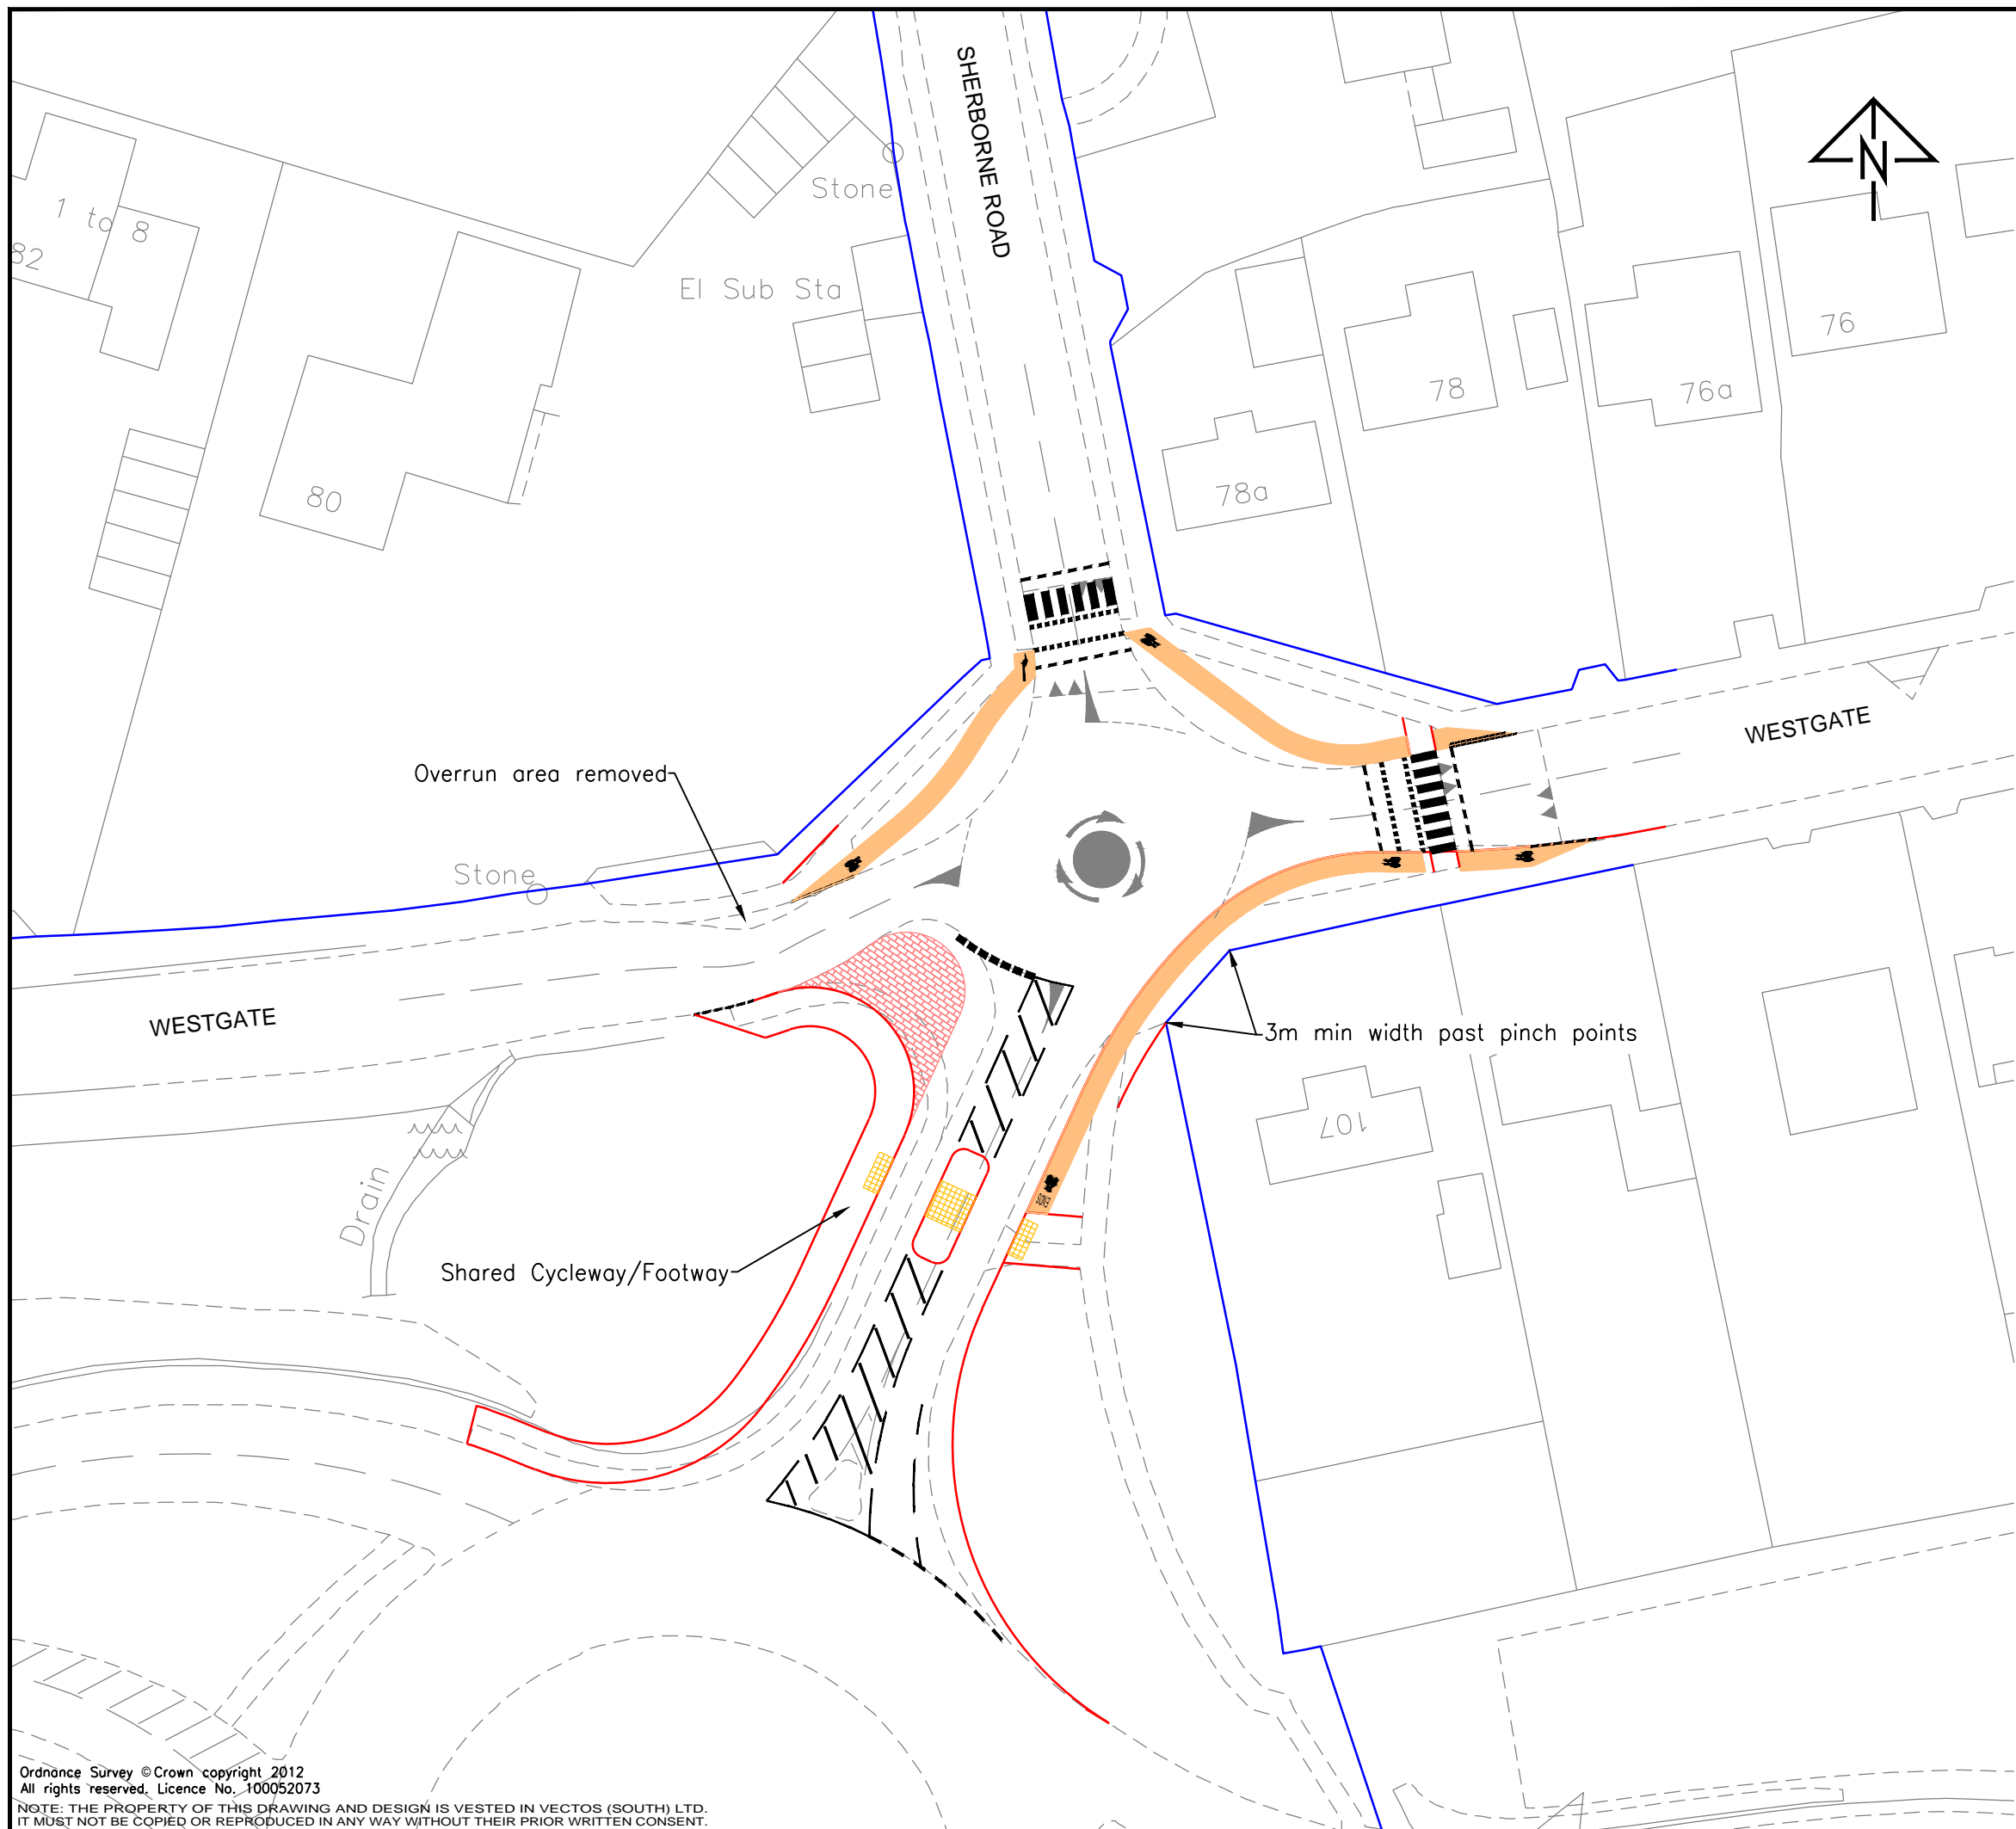 SHERBORNE ROAD
N
Stone
1 to 8
82
El Sub Sta
76
78
76a
80
78a
WESTGATE
Overrun area removed
Stone
WESTGATE
3m min width past pinch points
107
Drain
ENDS
Shared Cycleway/Footway
Ordnance Survey © Crown copyright 2012
All rights reserved. Licence No. 100052073
NOTE: THE PROPERTY OF THIS DRAWING AND DESIGN IS VESTED IN VECTOS (SOUTH) LTD.
IT MUST NOT BE COPIED OR REPRODUCED IN ANY WAY WITHOUT THEIR PRIOR WRITTEN CONSENT.